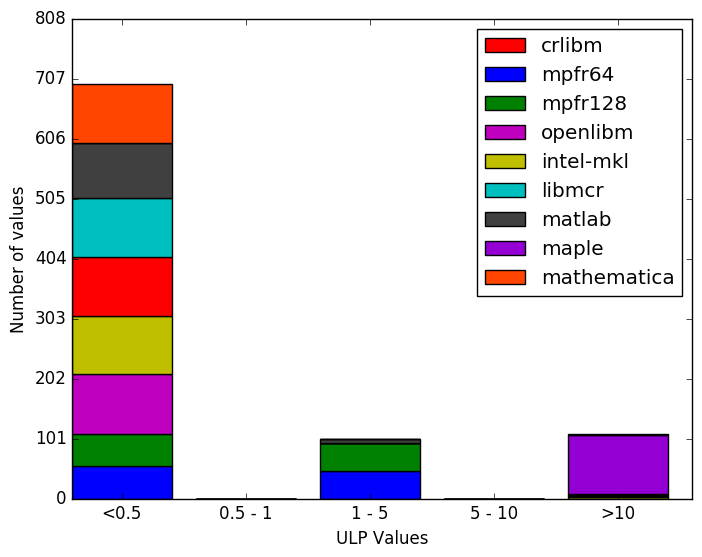 808
707
606
505
404
303
202
101
0
Number of values
crlibm
mpfr64
mpfr128
openlibm
intel-mkl
libmcr
matlab
maple
mathematica
<0.5
0.5 - 1
1 - 5
5 - 10
>10
ULP Values